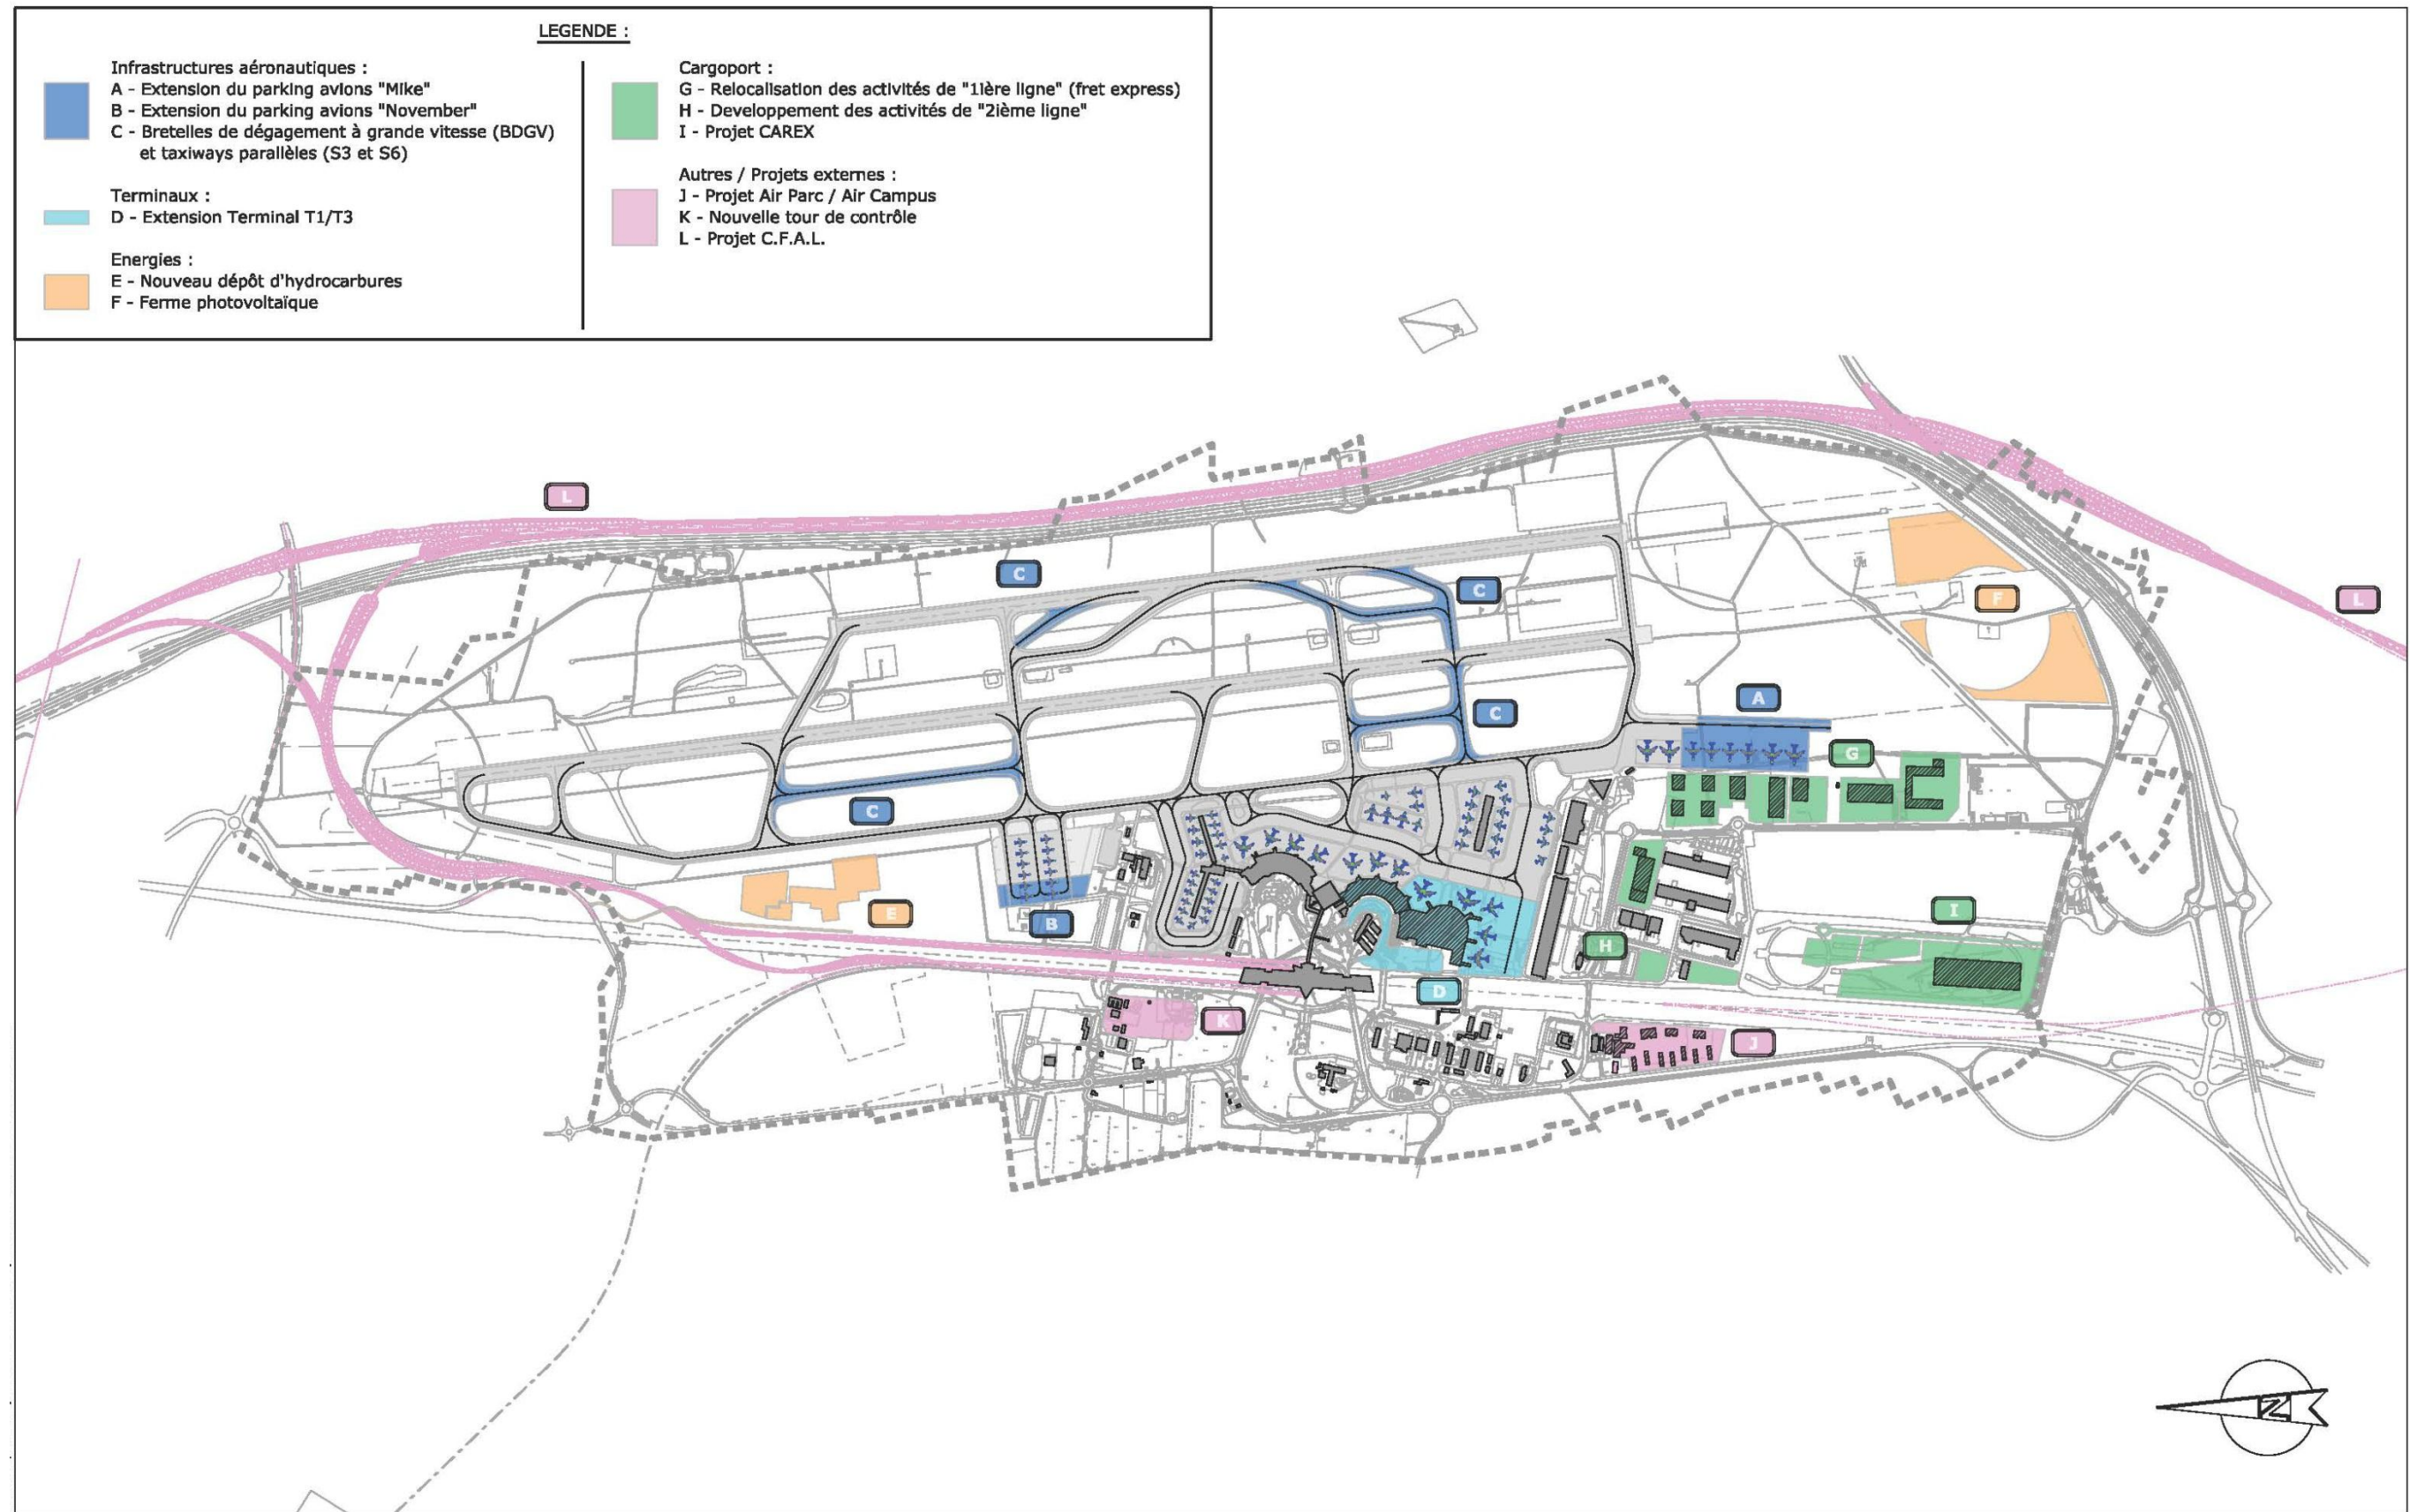 LEGENDE :
Infrastructures aéronautiques :
A - Extension du parking avions "Mike"
B - Extension du parking avions "November"
C - Bretelles de dégagement à grande vitesse (BDGV)
et taxiways parallèles (S3 et S6)
Terminaux :
D - Extension Terminal T1/T3
Energies :
E - Nouveau dépôt d'hydrocarbures
F - Ferme photovoltaïque
Cargoport :
G - Relocalisation des activités de "1ière ligne" (fret express)
H - Developpement des activités de "2ième ligne"
I - Projet CAREX
Autres / Projets externes :
J - Projet Air Parc / Air Campus
K - Nouvelle tour de contrôle
L - Projet C.F.A.L.
L
C
C
F
L
A
C
G
C
E
B
I
H
D
K
J
N